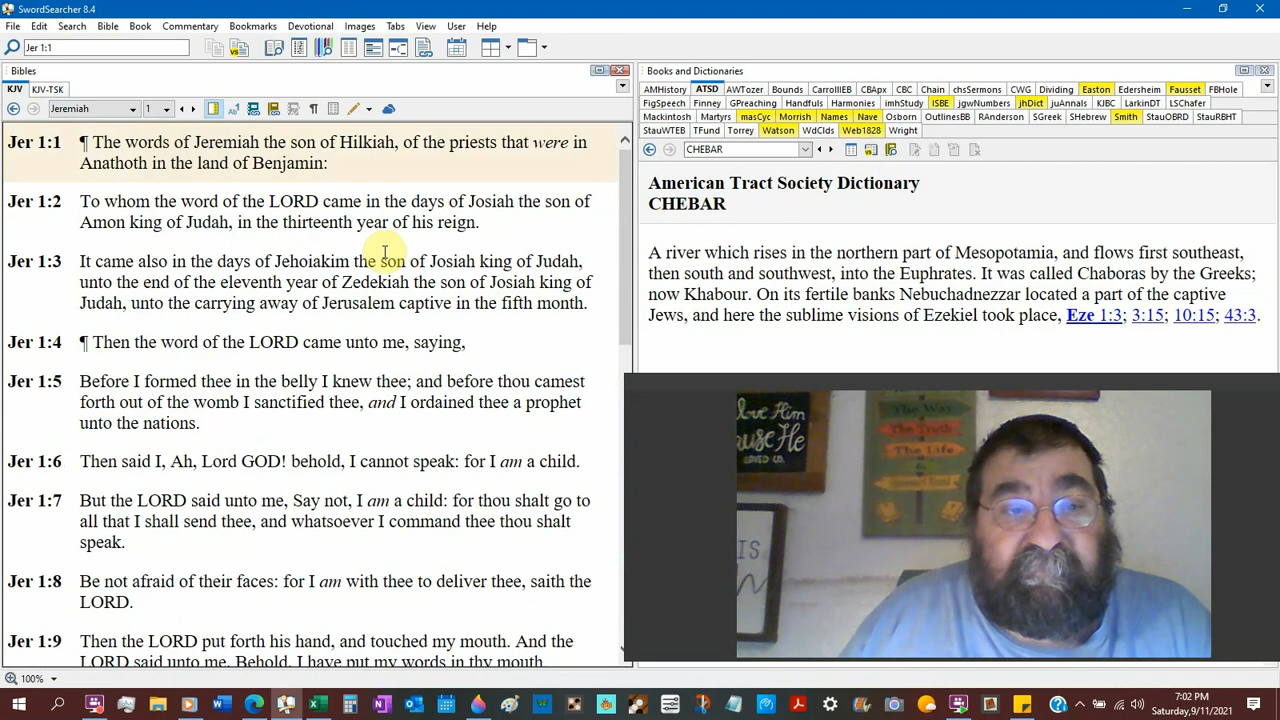 SwordSearcher 8.4
File Edit Search Bible Book Commentary Bookmarks Devotional Images Tabs View User Help
Jer 1:1
Bibles
KJV KJV-TSK
Jeremiah 1
Jer 1:1 ¶ The words of Jeremiah the son of Hilkiah, of the priests that were in
Anathoth in the land of Benjamin:
Jer 1:2 To whom the word of the LORD came in the days of Josiah the son of
Amon king of Judah, in the thirteenth year of his reign.
Jer 1:3 It came also in the days of Jehoiakim the son of Josiah king of Judah,
unto the end of the eleventh year of Zedekiah the son of Josiah king of
Judah, unto the carrying away of Jerusalem captive in the fifth month.
Jer 1:4 ¶ Then the word of the LORD came unto me, saying,
Jer 1:5 Before I formed thee in the belly I knew thee; and before thou camest
forth out of the womb I sanctified thee, and I ordained thee a prophet
unto the nations.
Jer 1:6 Then said I, Ah, Lord GOD! behold, I cannot speak: for I am a child.
Jer 1:7 But the LORD said unto me, Say not, I am a child: for thou shalt go to
all that I shall send thee, and whatsoever I command thee thou shalt
speak.
Jer 1:8 Be not afraid of their faces: for I am with thee to deliver thee, saith the
LORD.
Jer 1:9 Then the LORD put forth his hand, and touched my mouth. And the
LORD said unto me, Behold, I have put my words in thy mouth
100%
Books and Dictionaries
AMHistory ATSD AWTozer Bounds CarrollEB CBApx CBC Chain chsSermons CWG Dividing Easton Edersheim Fausset FBHole
FigSpeech Finney GPreaching Handfuls Harmonies imhStudy ISBE jgwNumbers jhDict juAnnals KJBC LarkinDT LSChafer
Mackintosh Martyrs masCyc Morrish Names Nave Osborn OutlinesBB RAnderson SGreek SHebrew Smith StauOBRD StauRBHT
StauWTEB TFund Torrey Watson WdClds Web1828 Wright
CHEBAR
American Tract Society Dictionary
CHEBAR
A river which rises in the northern part of Mesopotamia, and flows first southeast,
then south and southwest, into the Euphrates. It was called Chaboras by the Greeks;
now Khabour. On its fertile banks Nebuchadnezzar located a part of the captive
Jews, and here the sublime visions of Ezekiel took place, Eze 1:3; 3:15; 10:15; 43:3.
love Him
cause He
LOVED CO.
The Way
The Truth
The Life
IS
7:02 PM
Saturday,9/11/2021